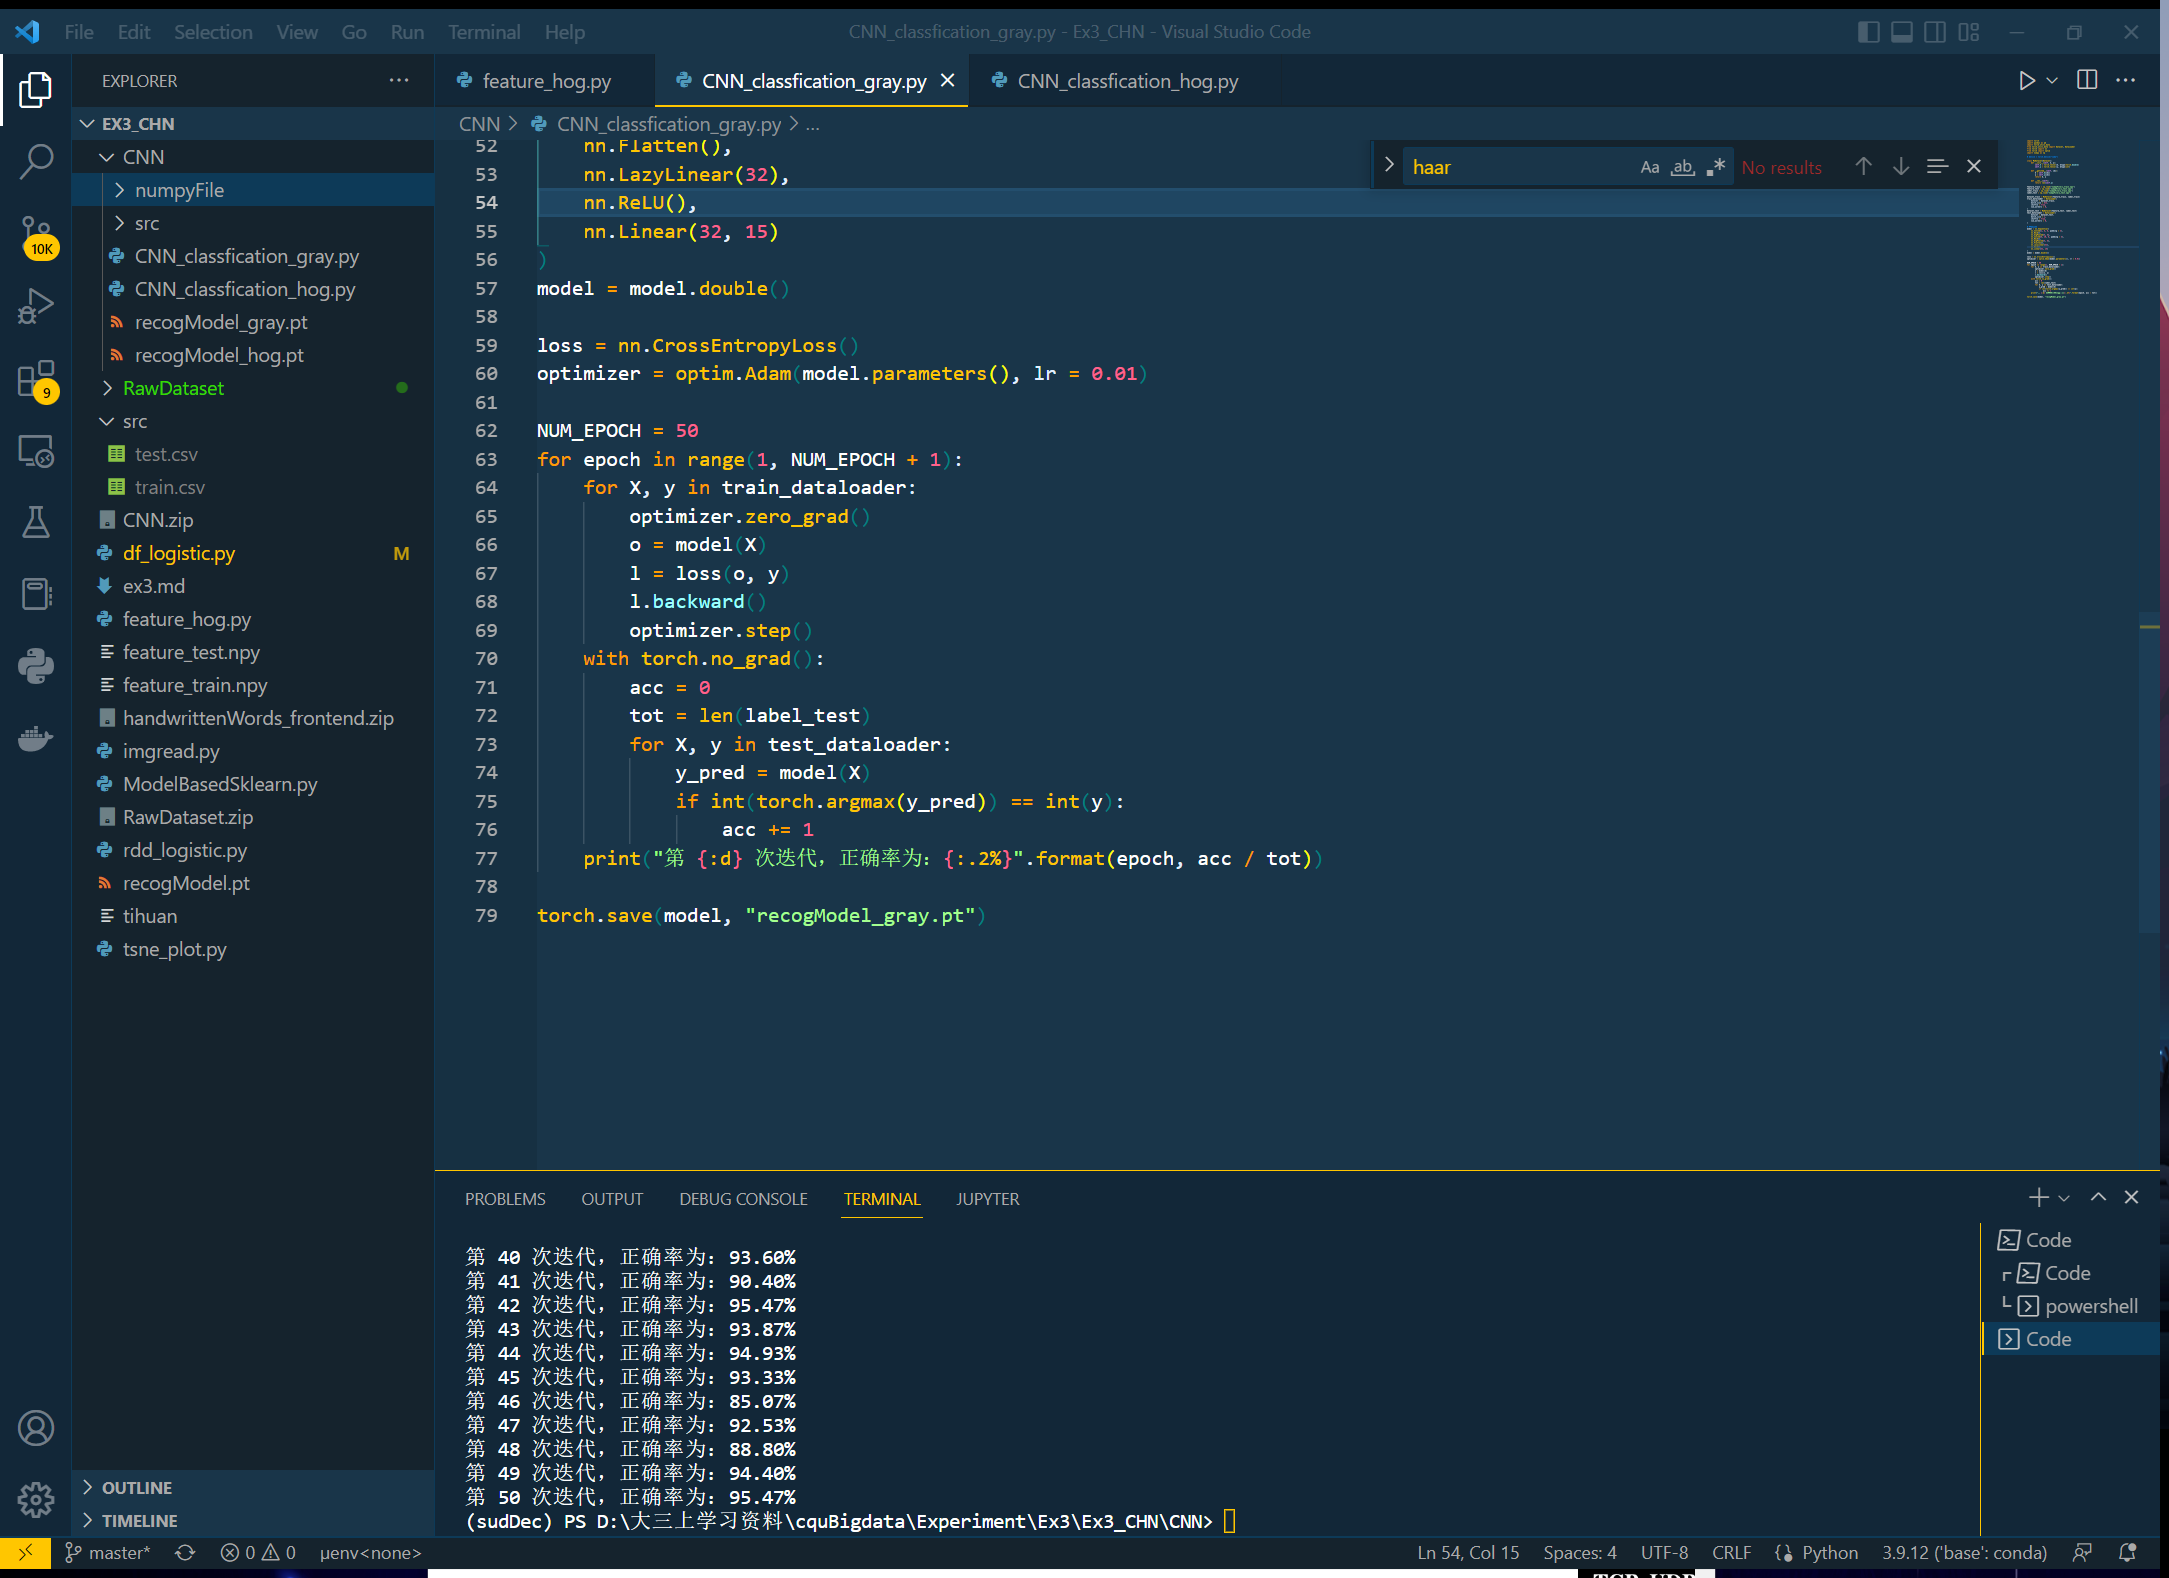 File Edit Selection View Go Run Terminal Help
CNN_classfication_gray.py - Ex3_CHN - Visual Studio Code
EXPLORER
EX3_CHN
CNN
numpyFile
src
CNN_classfication_gray.py
CNN_classfication_hog.py
recogModel_gray.pt
recogModel_hog.pt
RawDataset
src
test.csv
train.csv
CNN.zip
df_logistic.py M
ex3.md
feature_hog.py
feature_test.npy
feature_train.npy
handwrittenWords_frontend.zip
imgread.py
ModelBasedSklearn.py
RawDataset.zip
rdd_logistic.py
recogModel.pt
tihuan
tsne_plot.py
OUTLINE
TIMELINE
10K
9
feature_hog.py CNN_classfication_gray.py CNN_classfication_hog.py
CNN > CNN_classfication_gray.py > ...
haar Aa ab .* No results
52 nn.Flatten(),
53 nn.LazyLinear(32),
54 nn.ReLU(),
55 nn.Linear(32, 15)
56 )
57 model = model.double()
58
59 loss = nn.CrossEntropyLoss()
60 optimizer = optim.Adam(model.parameters(), lr = 0.01)
61
62 NUM_EPOCH = 50
63 for epoch in range(1, NUM_EPOCH + 1):
64 for X, y in train_dataloader:
65 optimizer.zero_grad()
66 o = model(X)
67 l = loss(o, y)
68 l.backward()
69 optimizer.step()
70 with torch.no_grad():
71 acc = 0
72 tot = len(label_test)
73 for X, y in test_dataloader:
74 y_pred = model(X)
75 if int(torch.argmax(y_pred)) == int(y):
76 acc += 1
77 print("第 {:d} 次迭代，正确率为：{:.2%}".format(epoch, acc / tot))
78
79 torch.save(model, "recogModel_gray.pt")
PROBLEMS OUTPUT DEBUG CONSOLE TERMINAL JUPYTER
第 40 次迭代，正确率为：93.60%
第 41 次迭代，正确率为：90.40%
第 42 次迭代，正确率为：95.47%
第 43 次迭代，正确率为：93.87%
第 44 次迭代，正确率为：94.93%
第 45 次迭代，正确率为：93.33%
第 46 次迭代，正确率为：85.07%
第 47 次迭代，正确率为：92.53%
第 48 次迭代，正确率为：88.80%
第 49 次迭代，正确率为：94.40%
第 50 次迭代，正确率为：95.47%
(sudDec) PS D:\大三上学习资料\cquBigdata\Experiment\Ex3\Ex3_CHN\CNN>
Code
Code
powershell
Code
master* 0 0 μenv<none> Ln 54, Col 15 Spaces: 4 UTF-8 CRLF Python 3.9.12 ('base': conda)